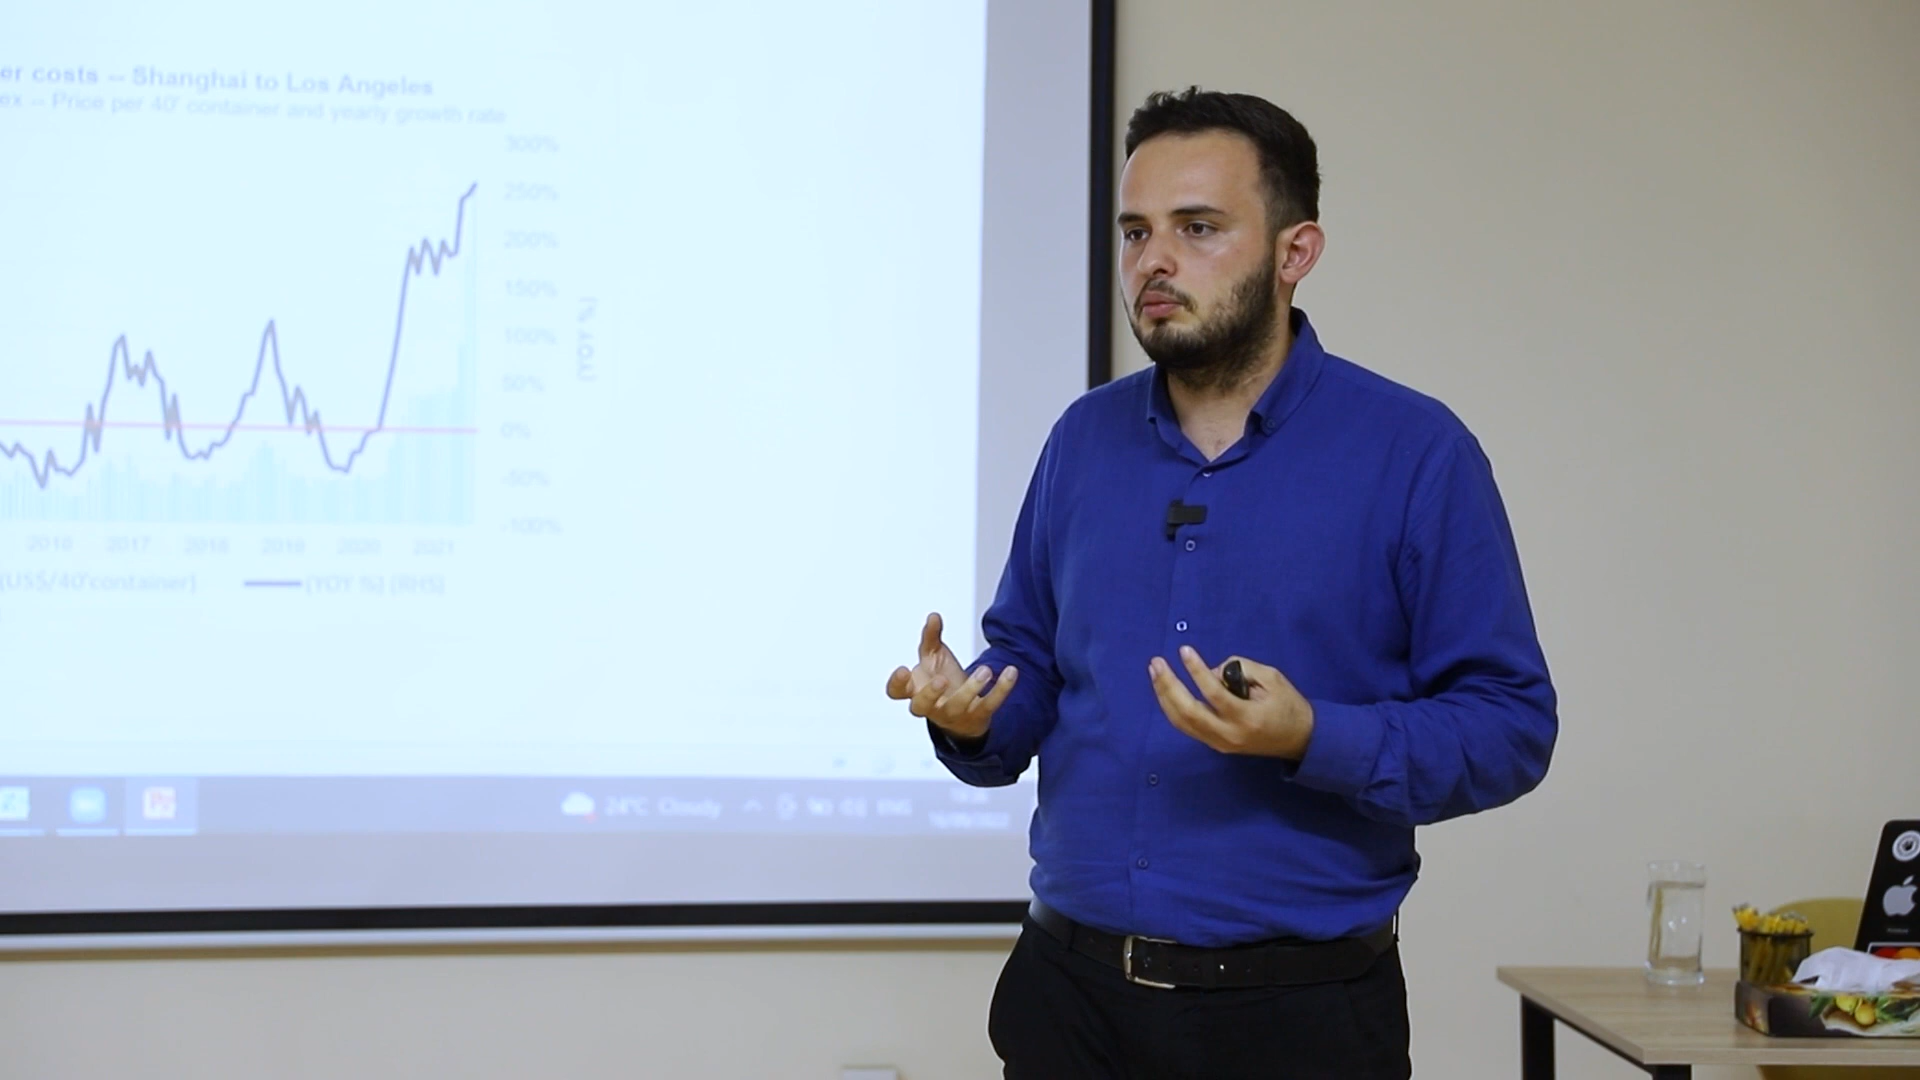 er costs -- Shanghai to Los Angeles
ex -- Price per 40' container and yearly growth rate
300%
250%
200%
150%
100%
50%
0%
-50%
-100%
(YOY %)
2016 2017 2018 2019 2020 2021
(US$/40'container) (YOY %) (RHS)
24°C Cloudy ENG